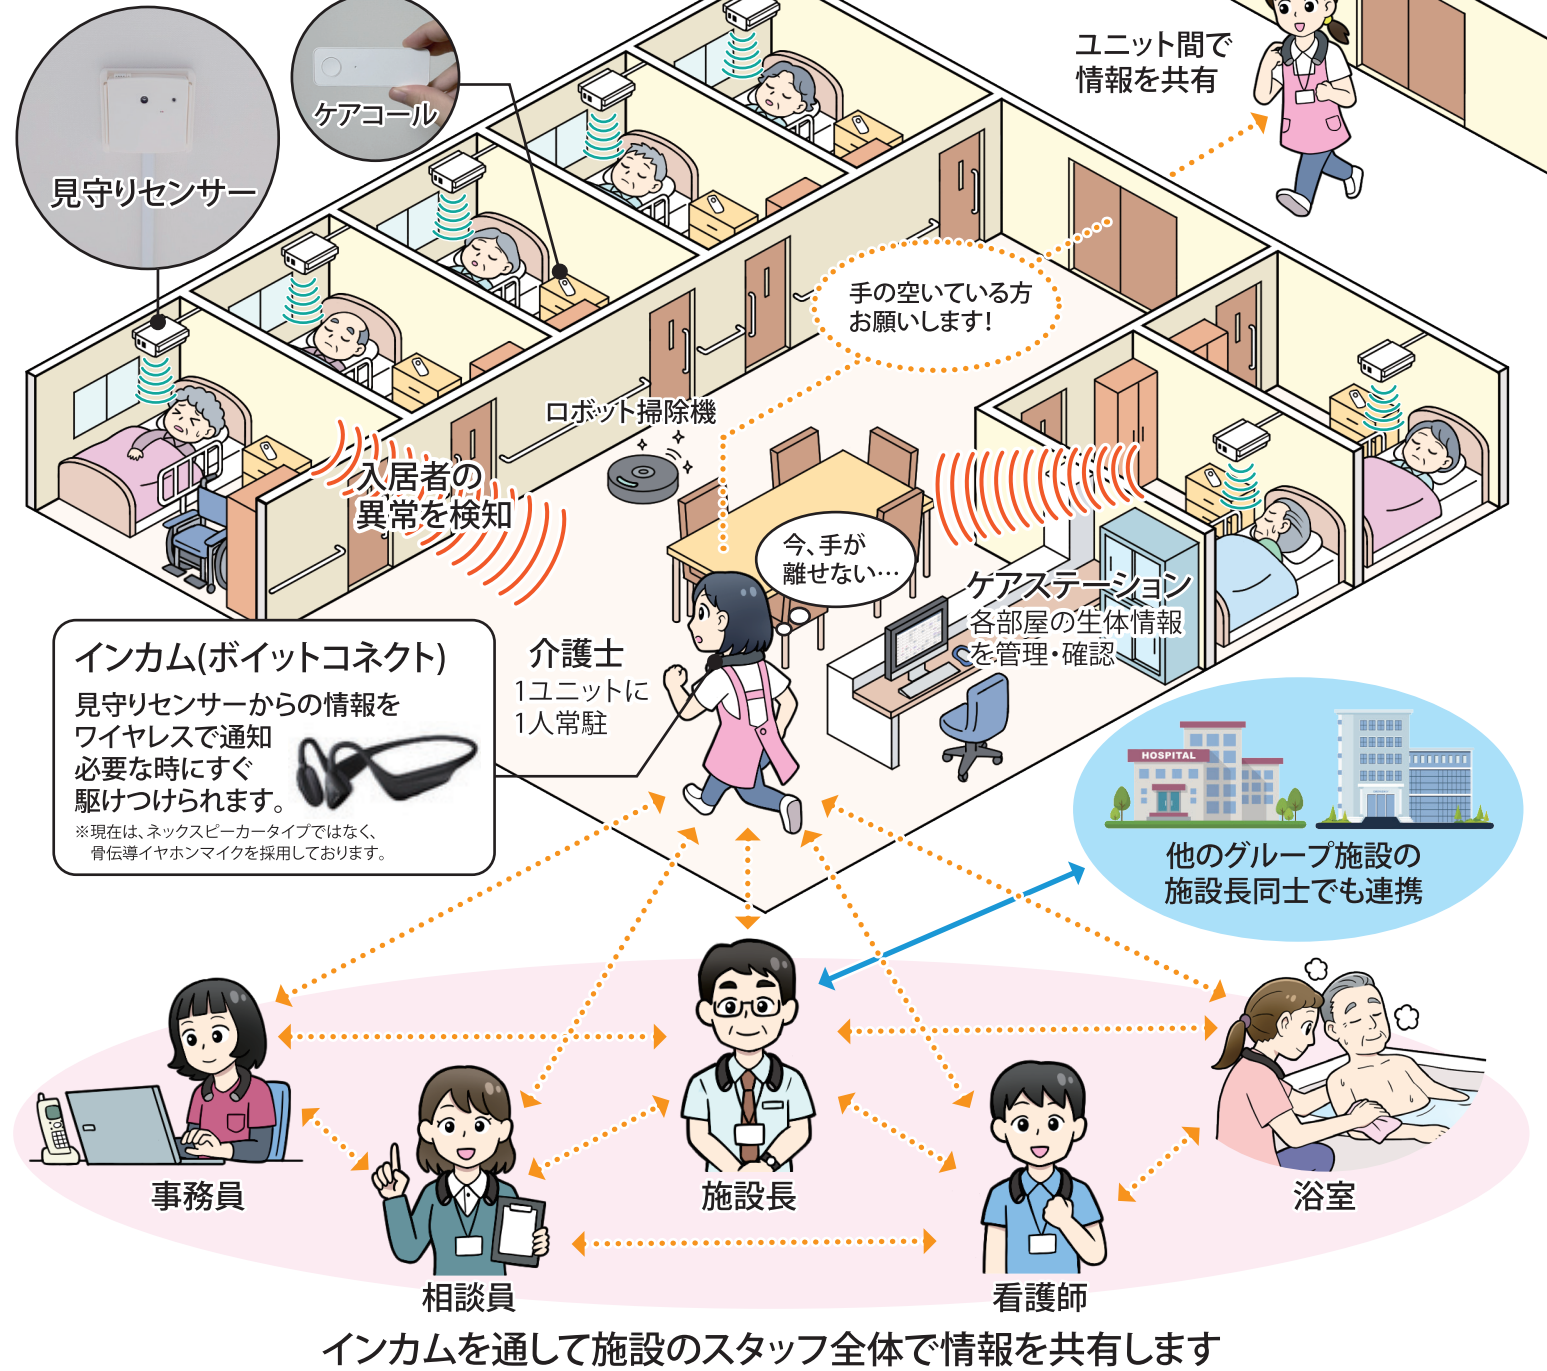 ユニット間で
情報を共有
ケアコール
見守りセンサー
手の空いている方
お願いします!
ロボット掃除機
入居者の
異常を検知
今、手が
離せない…
ケアステーション
各部屋の生体情報
を管理・確認
介護士
1ユニットに
1人常駐
インカム(ボイットコネクト)
見守りセンサーからの情報を
ワイヤレスで通知
必要な時にすぐ
駆けつけられます。
※現在は、ネックスピーカータイプではなく、
骨伝導イヤホンマイクを採用しております。
HOSPITAL
他のグループ施設の
施設長同士でも連携
事務員
施設長
浴室
相談員
看護師
インカムを通して施設のスタッフ全体で情報を共有します